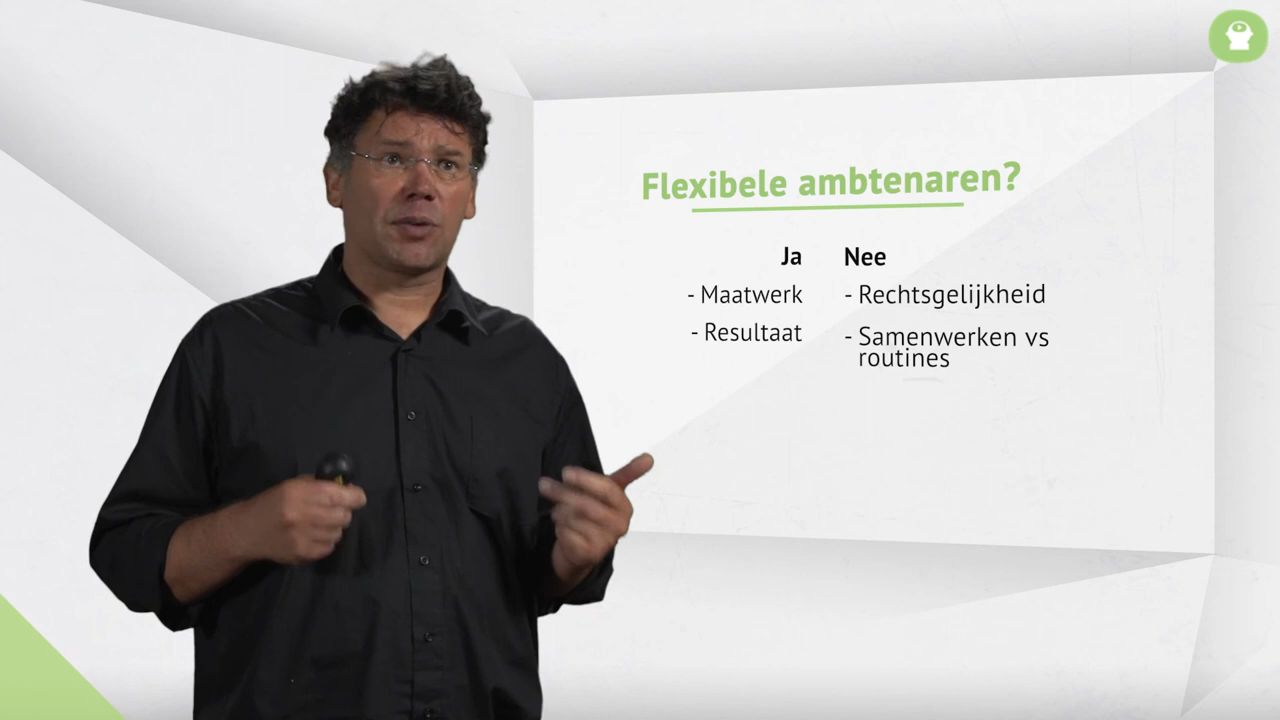 Flexibele ambtenaren?
Ja
- Maatwerk
- Resultaat
Nee
- Rechtsgelijkheid
- Samenwerken vs
routines